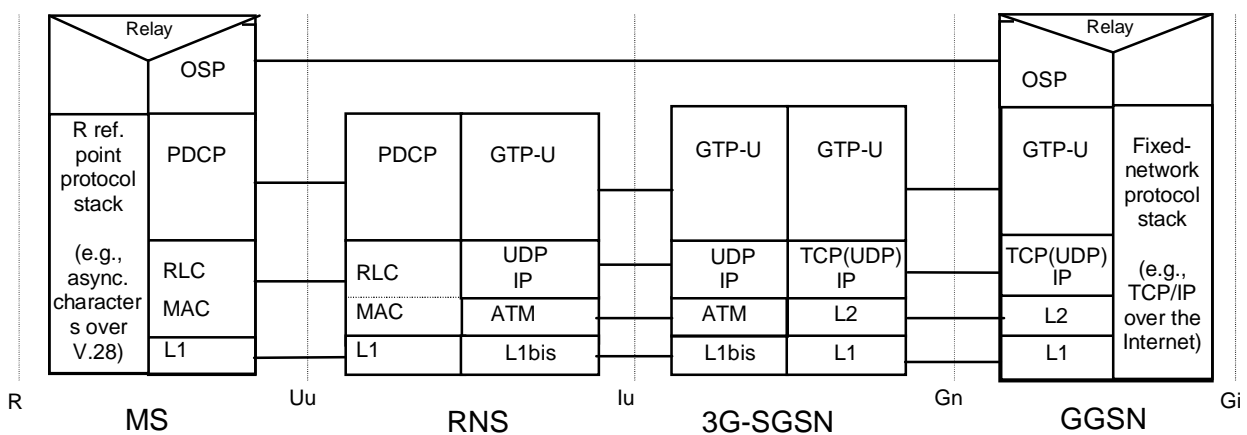 Relay
Relay
OSP
OSP
R ref.
point
protocol
stack
(e.g.,
async.
character
s over
V.28)
PDCP
RLC
MAC
L1
PDCP
GTP-U
RLC
UDP
IP
MAC
ATM
L1
L1bis
GTP-U
GTP-U
UDP
IP
TCP(UDP)
IP
ATM
L2
L1bis
L1
GTP-U
TCP(UDP)
IP
L2
L1
Fixed-
network
protocol
stack
(e.g.,
TCP/IP
over the
Internet)
R
MS
Uu
RNS
Iu
3G-SGSN
Gn
GGSN
Gi